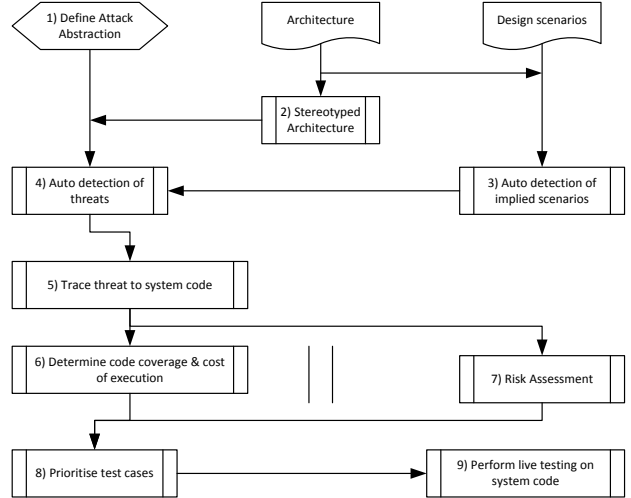 1) Define Attack
Abstraction
Architecture
Design scenarios
2) Stereotyped
Architecture
4) Auto detection of
threats
3) Auto detection of
implied scenarios
5) Trace threat to system code
6) Determine code coverage & cost
of execution
7) Risk Assessment
8) Prioritise test cases
9) Perform live testing on
system code